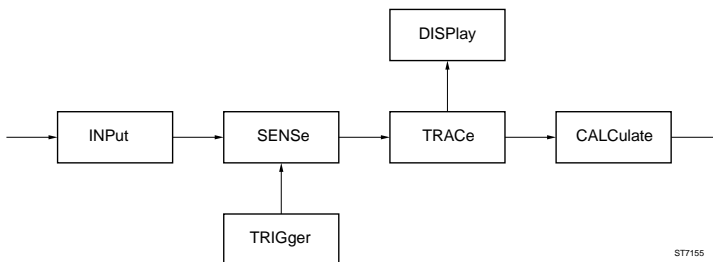 DISPlay
INPut
SENSe
TRACe
CALCulate
TRIGger
ST7155